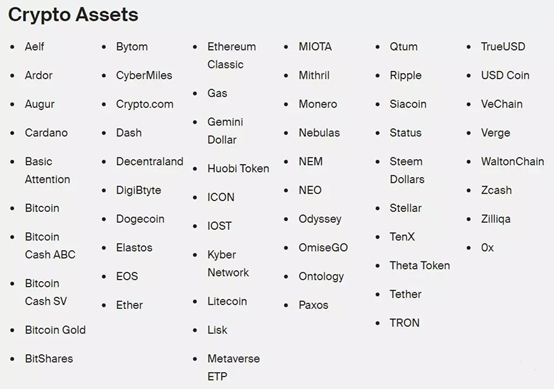 Crypto Assets
Aelf
Ardor
Augur
Cardano
Basic
Attention
Bitcoin
Bitcoin
Cash ABC
Bitcoin
Cash SV
Bitcoin Gold
BitShares
Bytom
CyberMiles
Crypto.com
Dash
Decentraland
DigiBtyte
Dogecoin
Elastos
EOS
Ether
Ethereum
Classic
Gas
Gemini
Dollar
Huobi Token
ICON
IOST
Kyber
Network
Litecoin
Lisk
Metaverse
ETP
MIOTA
Mithril
Monero
Nebulas
NEM
NEO
Odyssey
OmiseGO
Ontology
Paxos
Qtum
Ripple
Siacoin
Status
Steem
Dollars
Stellar
TenX
Theta Token
Tether
TRON
TrueUSD
USD Coin
VeChain
Verge
WaltonChain
Zcash
Zilliqa
0x